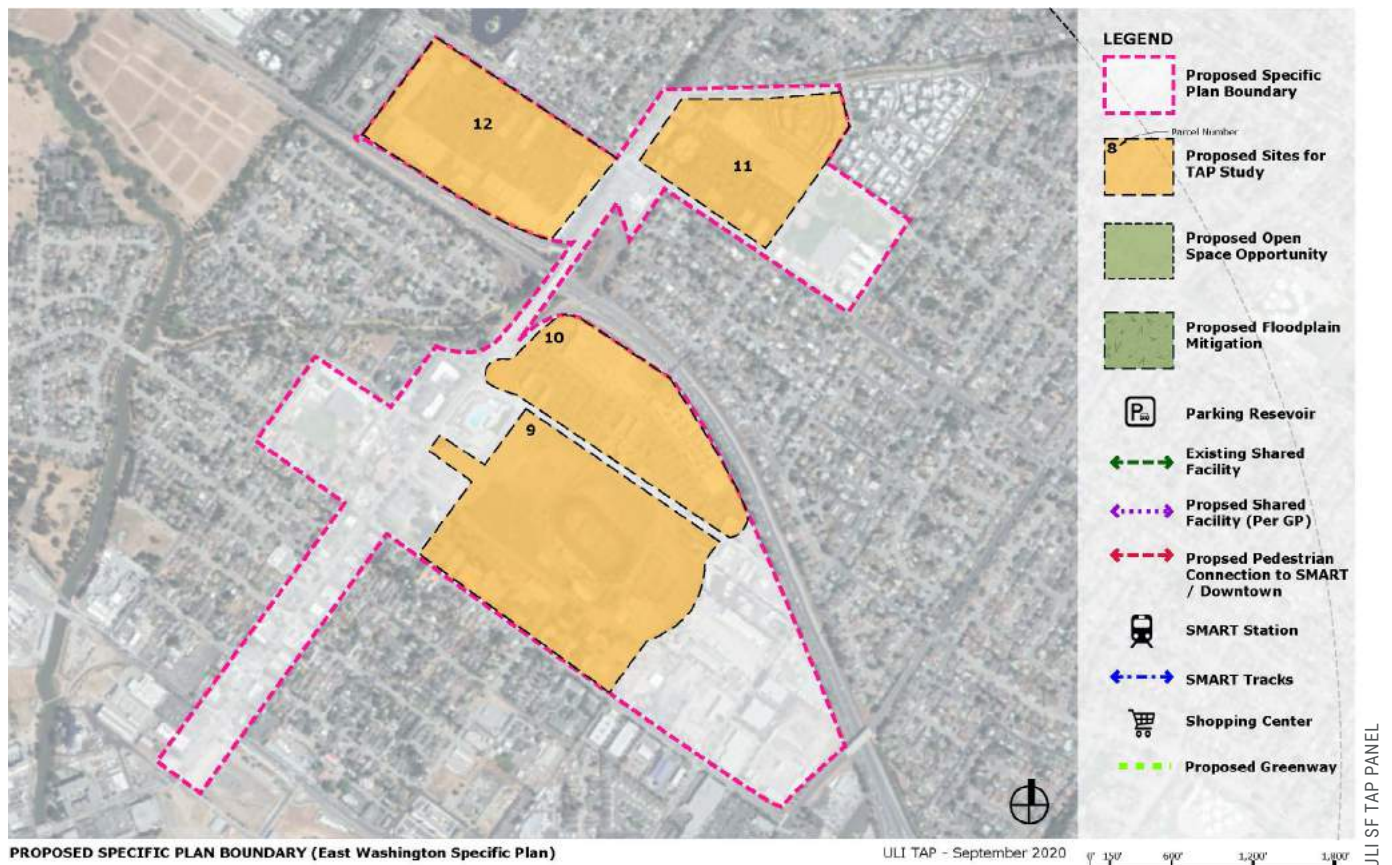 12
11
10
9
LEGEND
Proposed Specific
Plan Boundary
Parcel Number
8
Proposed Sites for
TAP Study
Proposed Open
Space Opportunity
Proposed Floodplain
Mitigation
P
Parking Resevoir
Existing Shared
Facility
Propsed Shared
Facility (Per GP)
Propsed Pedestrian
Connection to SMART
/ Downtown
SMART Station
SMART Tracks
Shopping Center
Proposed Greenway
PROPOSED SPECIFIC PLAN BOUNDARY (East Washington Specific Plan)
ULI TAP - September 2020
0' 150' 600' 1,200' 1,800'
ULI SF TAP PANEL